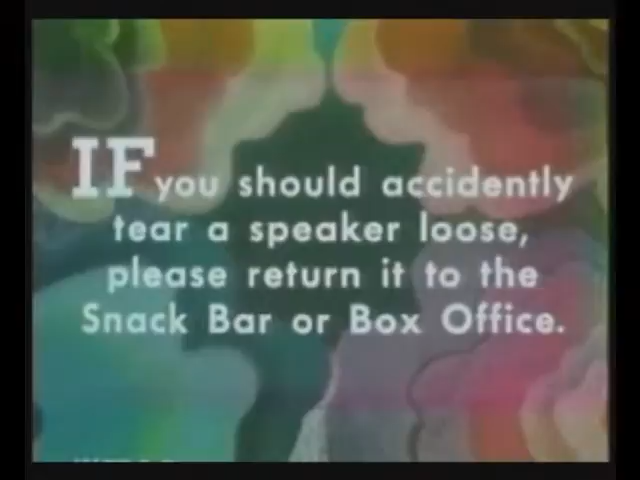 IF you should accidently
tear a speaker loose,
please return it to the
Snack Bar or Box Office.